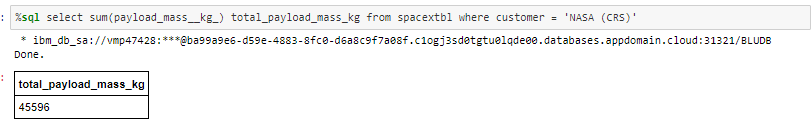 : %sql select sum(payload_mass__kg_) total_payload_mass_kg from spacextbl where customer = 'NASA (CRS)'
* ibm_db_sa://vmp47428:***@ba99a9e6-d59e-4883-8fc0-d6a8c9f7a08f.c1ogj3sd0tgtu0lqde00.databases.appdomain.cloud:31321/BLUDB
Done.
:
total_payload_mass_kg
45596